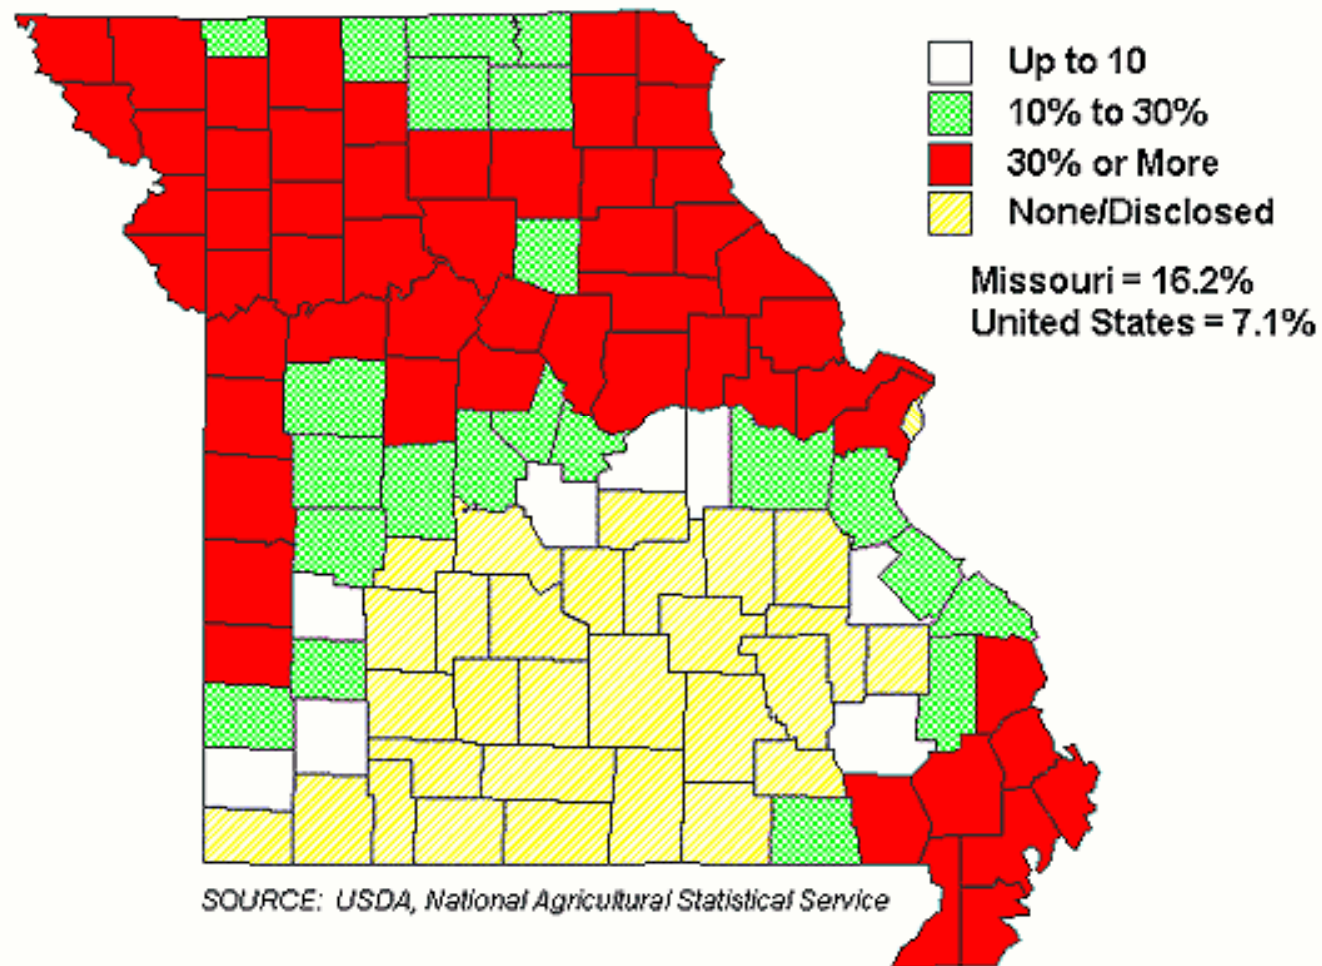 Up to 10
10% to 30%
30% or More
None/Disclosed
Missouri = 16.2%
United States = 7.1%
SOURCE: USDA, National Agricultural Statistical Service